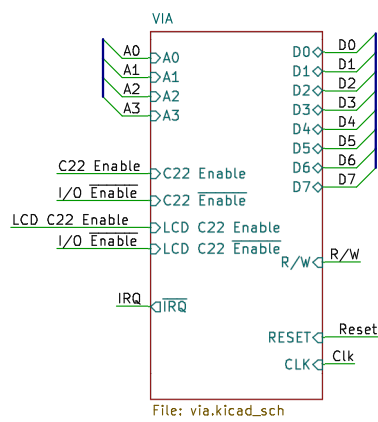 VIA
A0 A0 D0 D0
A1 A1 D1 D1
A2 A2 D2 D2
A3 A3 D3 D3
D4 D4
D5 D5
C22 Enable C22 Enable D6 D6
D7 D7
I/O Enable C22 Enable
LCD C22 Enable LCD C22 Enable
I/O Enable LCD C22 Enable
R/W R/W
IRQ IRQ
RESET Reset
CLK Clk
File: via.kicad_sch